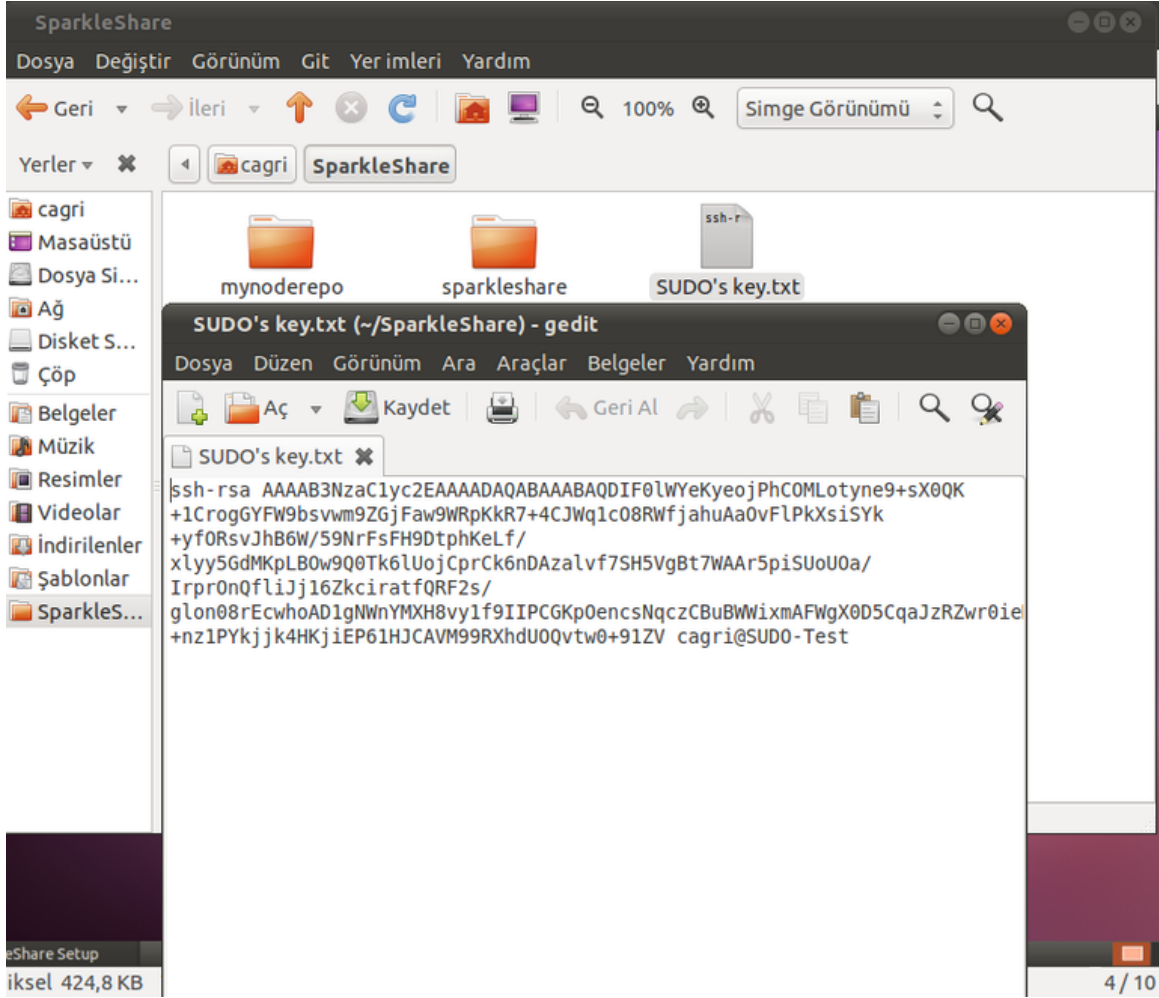 SparkleShare
Dosya Değiştir Görünüm Git Yer imleri Yardım
Geri İleri 100% Simge Görünümü
Yerler cagri SparkleShare
cagri
Masaüstü
Dosya Si...
Ağ
Disket S...
Çöp
Belgeler
Müzik
Resimler
Videolar
İndirilenler
Şablonlar
SparkleS...
ssh-r
mynoderepo sparkleshare SUDO's key.txt
SUDO's key.txt (~/SparkleShare) - gedit
Dosya Düzen Görünüm Ara Araçlar Belgeler Yardım
Aç Kaydet Geri Al
SUDO's key.txt
ssh-rsa AAAAB3NzaC1yc2EAAAADAQABAAABAQDIF0lWYeKyeojPhCOMLotyne9+sX0QK
+1CrogGYFW9bsvwm9ZGjFaw9WRpKkR7+4CJWq1cO8RWfjahuAaOvFlPkXsiSYk
+yfORsvJhB6W/59NrFsFH9DtphKeLf/
xlyy5GdMKpLBOw9Q0Tk6lUojCprCk6nDAzalvf7SH5VgBt7WAAr5piSUoUOa/
IrprOnQfliJj16ZkciratfQRF2s/
glon08rEcwhoAD1gNWnYMXH8vy1f9IIPCGKpOencsNqczCBuBWWixmAFWgX0D5CqaJzRZwr0ie
+nz1PYkjjk4HKjiEP61HJCAVM99RXhdUOQvtw0+91ZV cagri@SUDO-Test
eShare Setup
iksel 424,8 KB 4 / 10